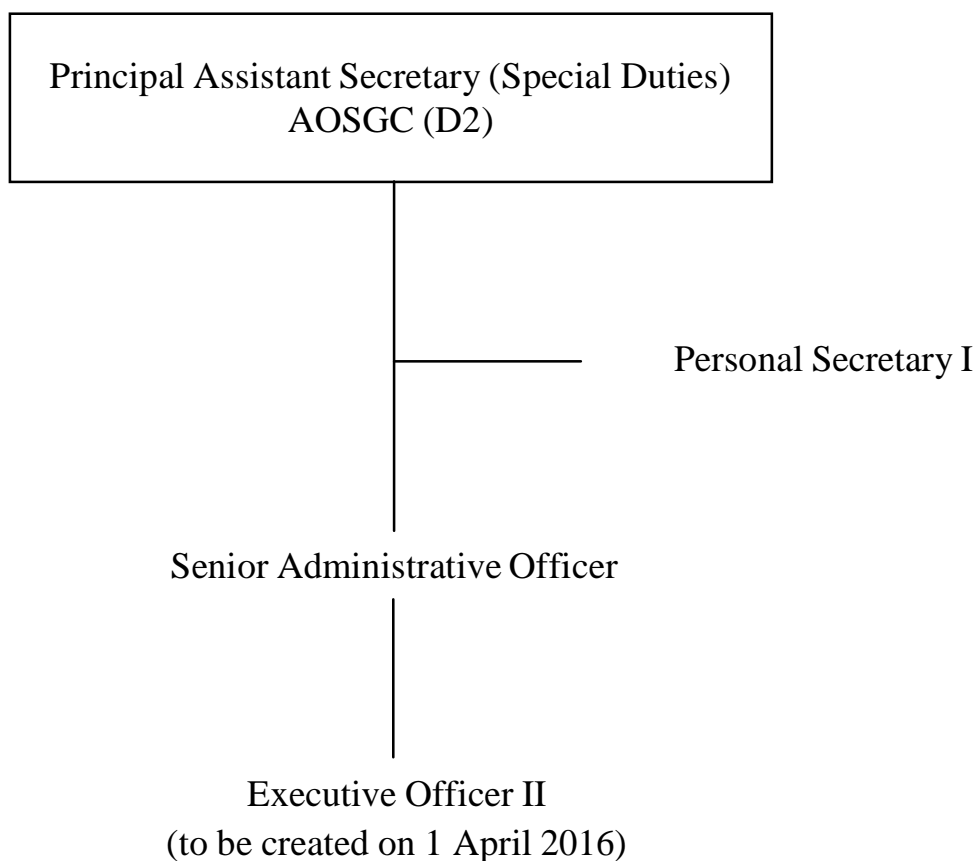 Principal Assistant Secretary (Special Duties)
AOSGC (D2)
Personal Secretary I
Senior Administrative Officer
Executive Officer II
(to be created on 1 April 2016)